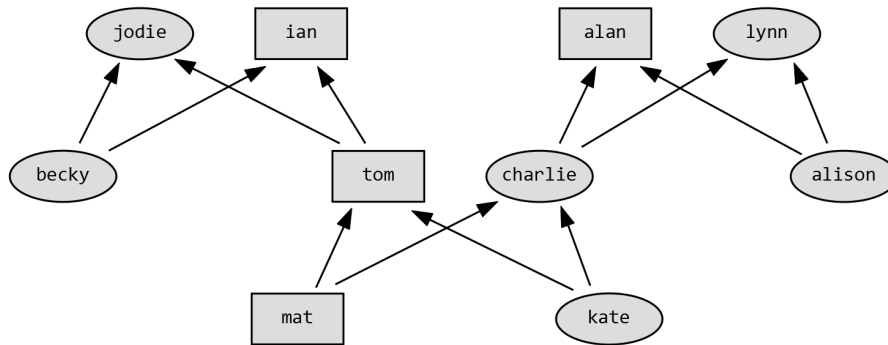 jodie
ian
alan
lynn
becky
tom
charlie
alison
mat
kate